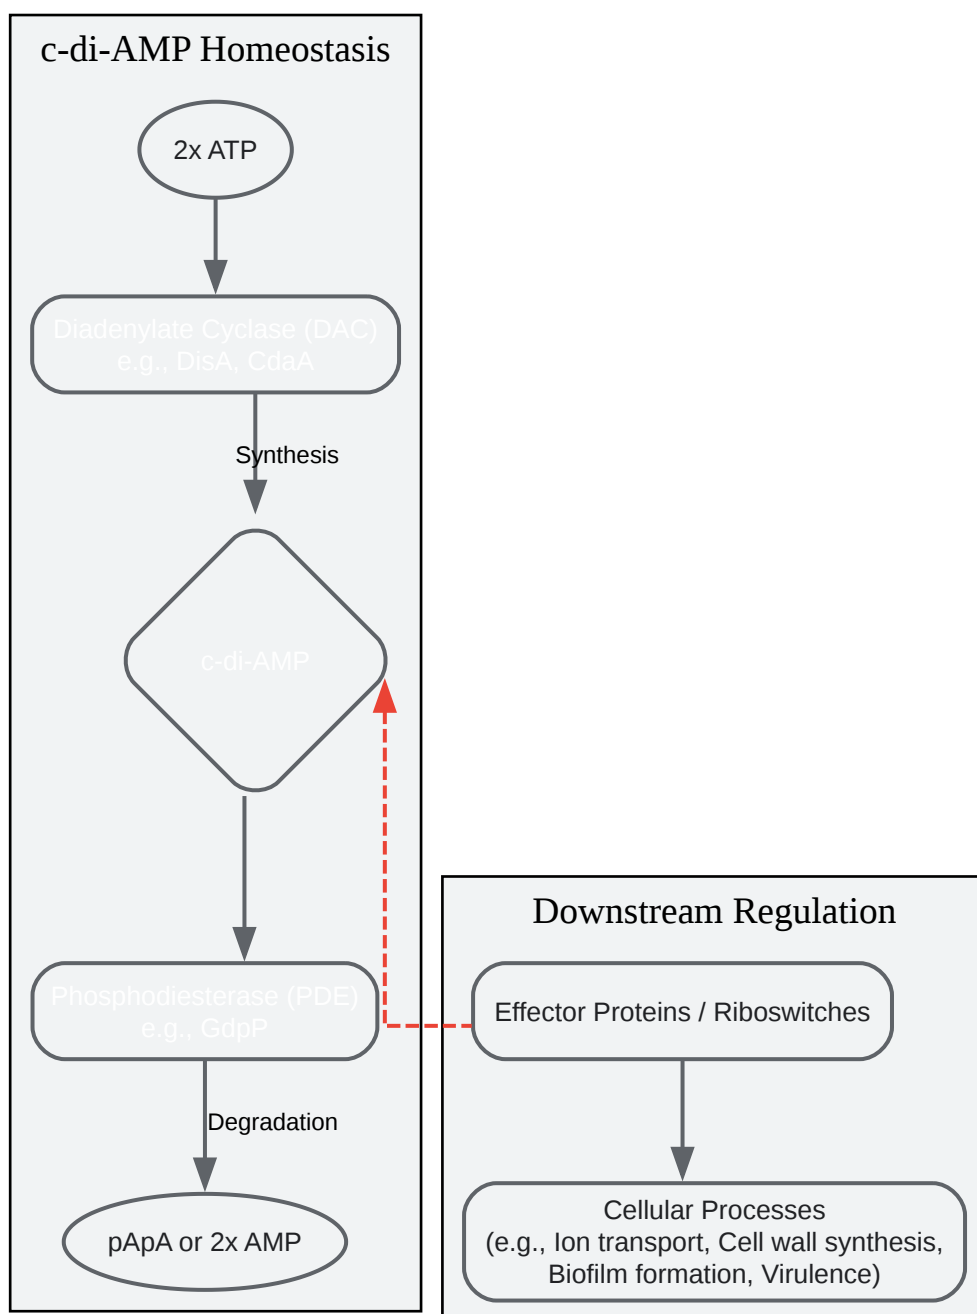 c-di-AMP Homeostasis
2x ATP
Diadenylate Cyclase (DAC)
e.g., DisA, CdaA
Synthesis
c-di-AMP
Phosphodiesterase (PDE)
e.g., GdpP
Degradation
pApA or 2x AMP
Downstream Regulation
Effector Proteins / Riboswitches
Cellular Processes
(e.g., Ion transport, Cell wall synthesis,
Biofilm formation, Virulence)